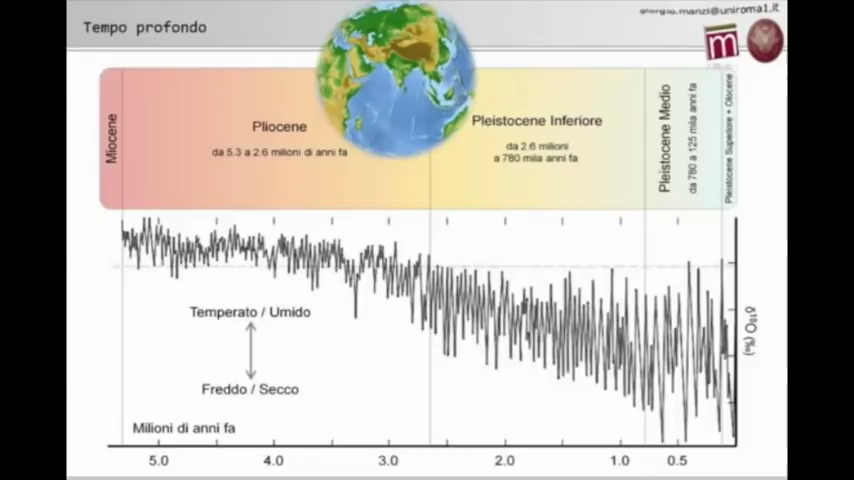 giorgio.manzi@uniroma1.it
Tempo profondo
m
Miocene
Pliocene
da 5.3 a 2.6 milioni di anni fa
Pleistocene Inferiore
da 2.6 milioni
a 780 mila anni fa
Pleistocene Medio
da 780 a 125 mila anni fa
Pleistocene Superiore + Olocene
Temperato / Umido
Freddo / Secco
δ18O (‰)
Milioni di anni fa
5.0 4.0 3.0 2.0 1.0 0.5